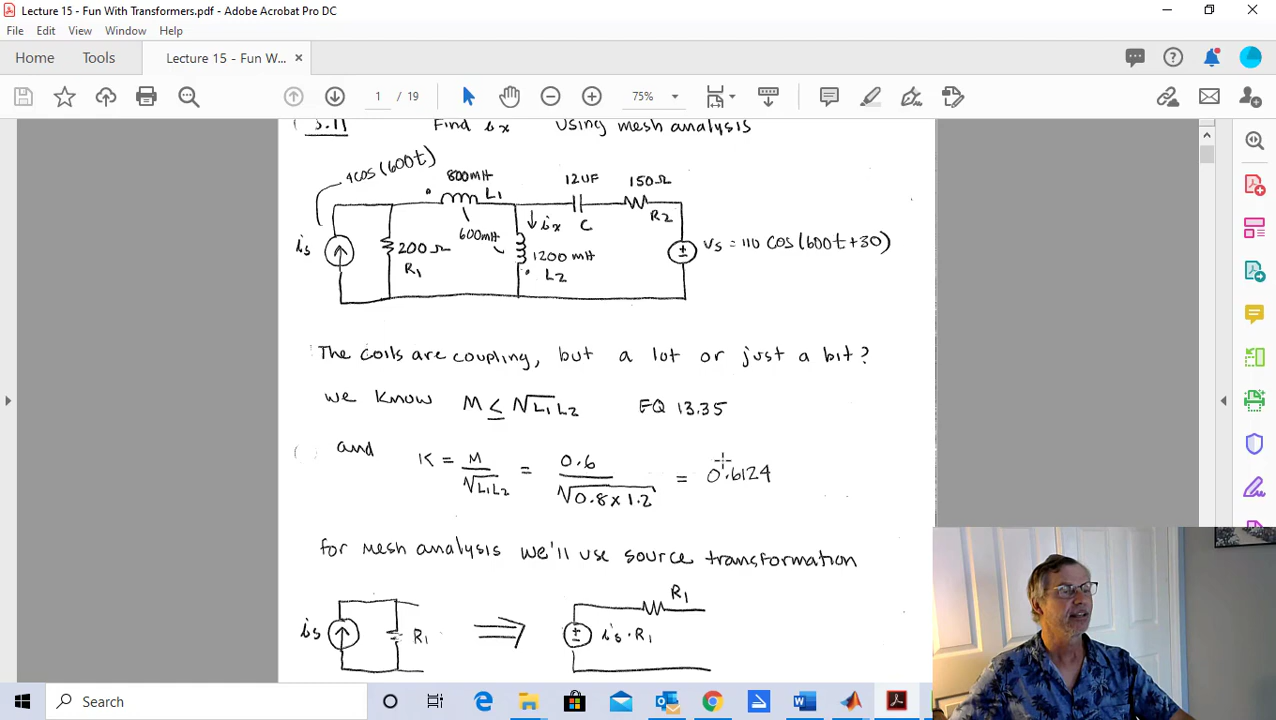 Lecture 15 - Fun With Transformers.pdf - Adobe Acrobat Pro DC
File Edit View Window Help
Home Tools Lecture 15 - Fun W... ×
1 / 19 75%
Find ix using mesh analysis
4cos(600t)
800mH
L1
12uF
150Ω
is
200Ω
R1
600mH
ix
C
R2
1200 mH
L2
vs = 110 cos(600t+30)
The coils are coupling, but a lot or just a bit?
we know M ≤ √L1L2 EQ 13.35
and K = M/√L1L2 = 0.6/√0.8x1.2 = 0.6124
for mesh analysis we'll use source transformation
is R1 ⇒ is·R1 R1
Search